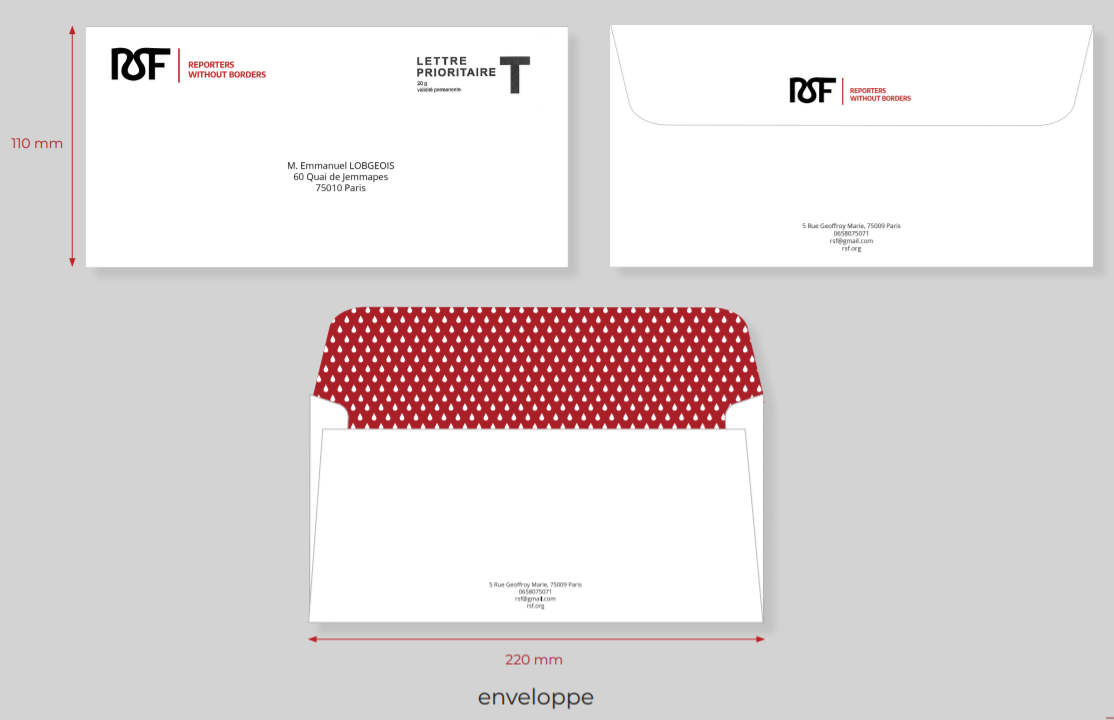 RSF
REPORTERS
WITHOUT BORDERS
LETTRE
PRIORITAIRE
T
20 g
validité permanente
110 mm
M. Emmanuel LOBGEOIS
60 Quai de Jemmapes
75010 Paris
RSF
REPORTERS
WITHOUT BORDERS
5 Rue Geoffroy Marie, 75009 Paris
0658075071
rsf@gmail.com
rsf.org
5 Rue Geoffroy Marie, 75009 Paris
0658075071
rsf@gmail.com
rsf.org
220 mm
enveloppe